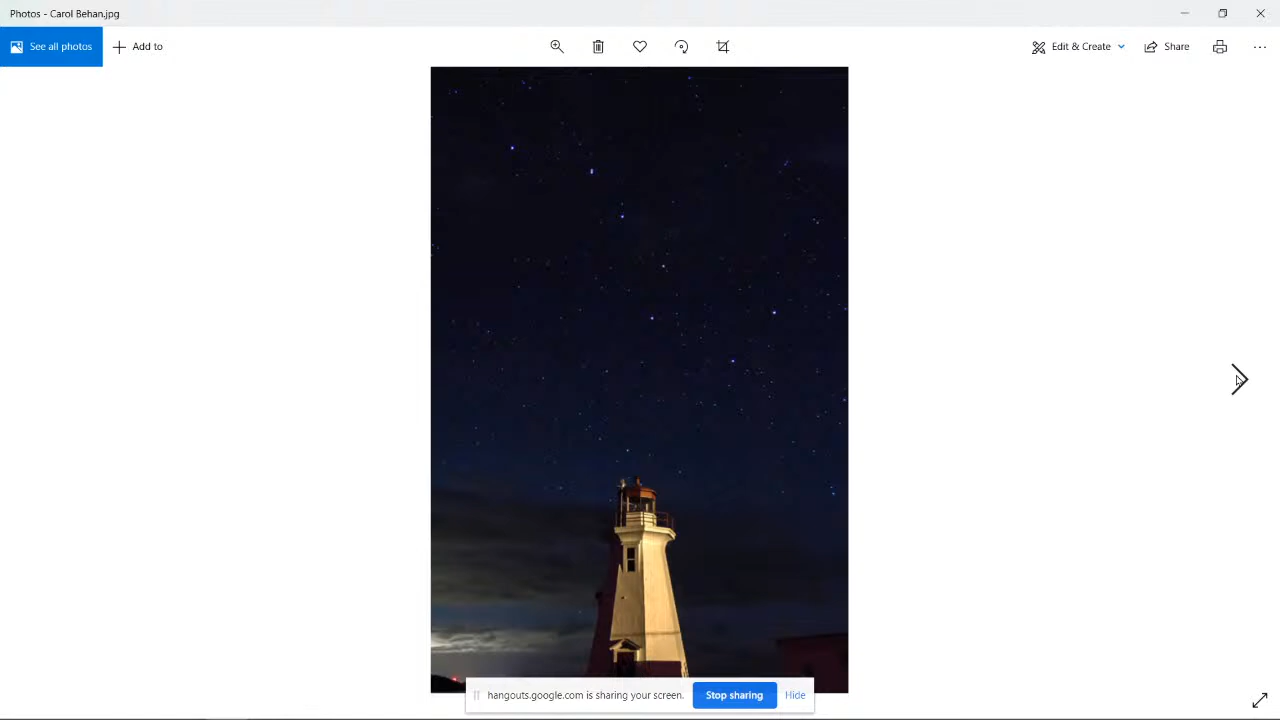 Photos - Carol Behan.jpg
See all photos
Add to
Edit & Create
Share
hangouts.google.com is sharing your screen.
Stop sharing
Hide